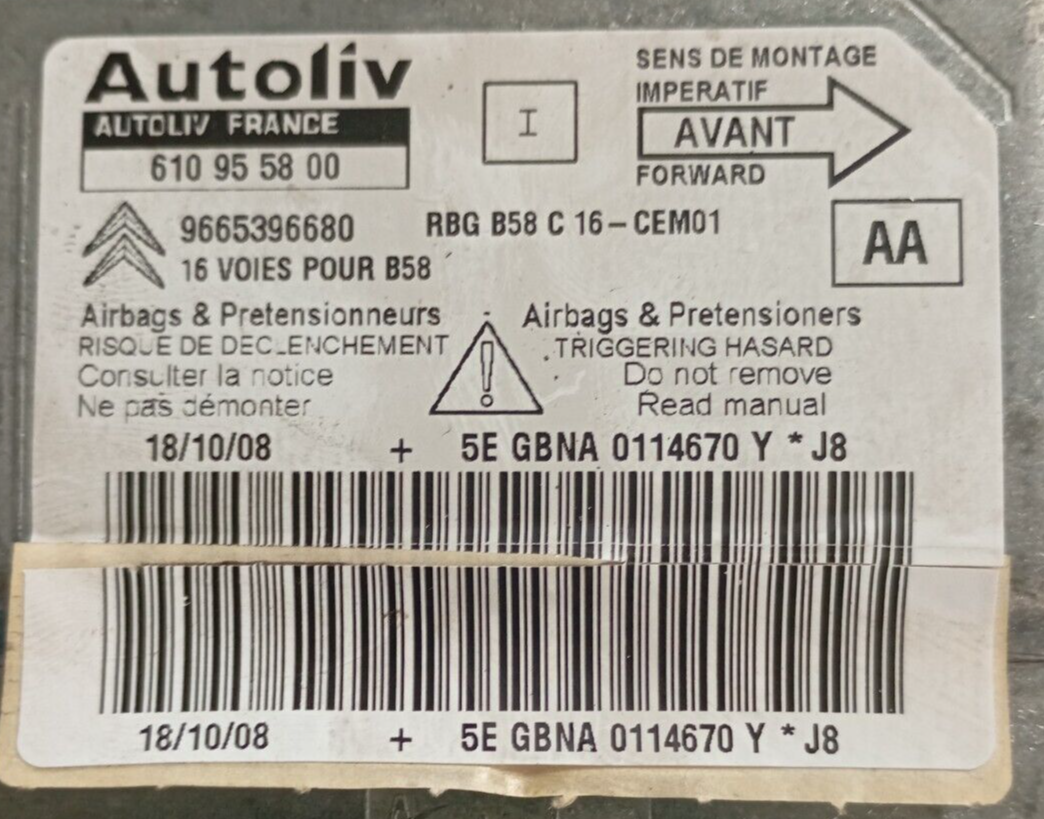 Autoliv
AUTOLIV FRANCE
610 95 58 00
I
SENS DE MONTAGE
IMPERATIF
AVANT
FORWARD
9665396680 RBG B58 C 16-CEM01
16 VOIES POUR B58
AA
Airbags & Pretensionneurs
RISQUE DE DECLENCHEMENT
Consulter la notice
Ne pas démonter
Airbags & Pretensioners
TRIGGERING HASARD
Do not remove
Read manual
18/10/08 + 5E GBNA 0114670 Y * J8
18/10/08 + 5E GBNA 0114670 Y * J8